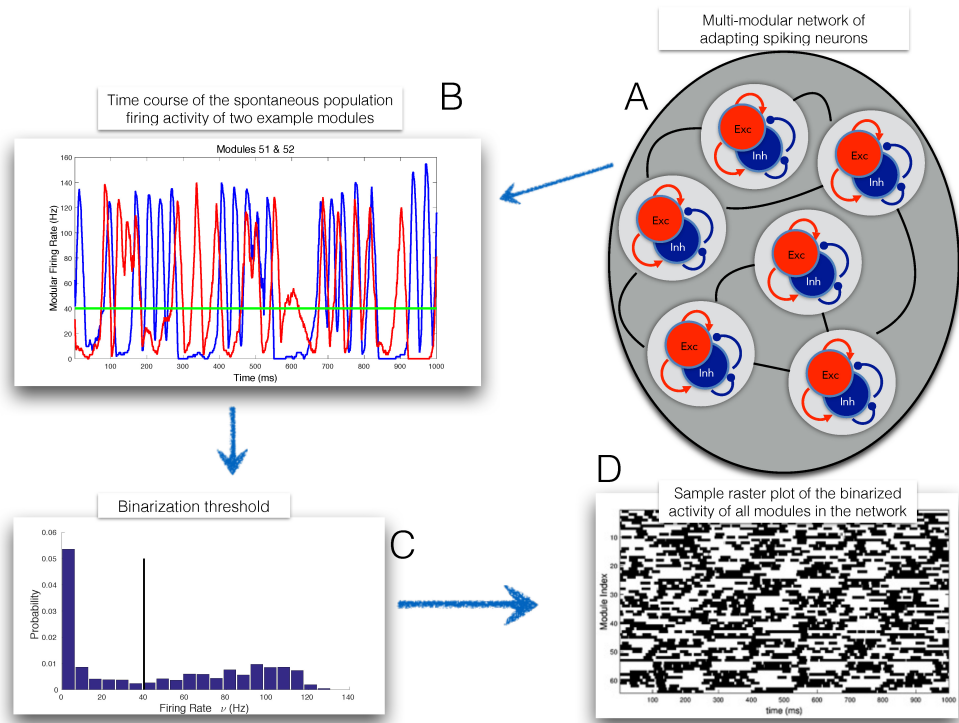 Multi-modular network of
adapting spiking neurons
A
Exc
Inh
Exc
Inh
Exc
Inh
Exc
Inh
Exc
Inh
Exc
Inh
B
Time course of the spontaneous population
firing activity of two example modules
Modules 51 & 52
Modular Firing Rate (Hz)
160
140
120
100
80
60
40
20
0
100 200 300 400 500 600 700 800 900 1000
Time (ms)
Binarization threshold
C
Probability
0.06
0.05
0.04
0.03
0.02
0.01
0
0 20 40 60 80 100 120 140
Firing Rate ν (Hz)
D
Sample raster plot of the binarized
activity of all modules in the network
Module Index
10
20
30
40
50
60
100 200 300 400 500 600 700 800 900 1000
time (ms)